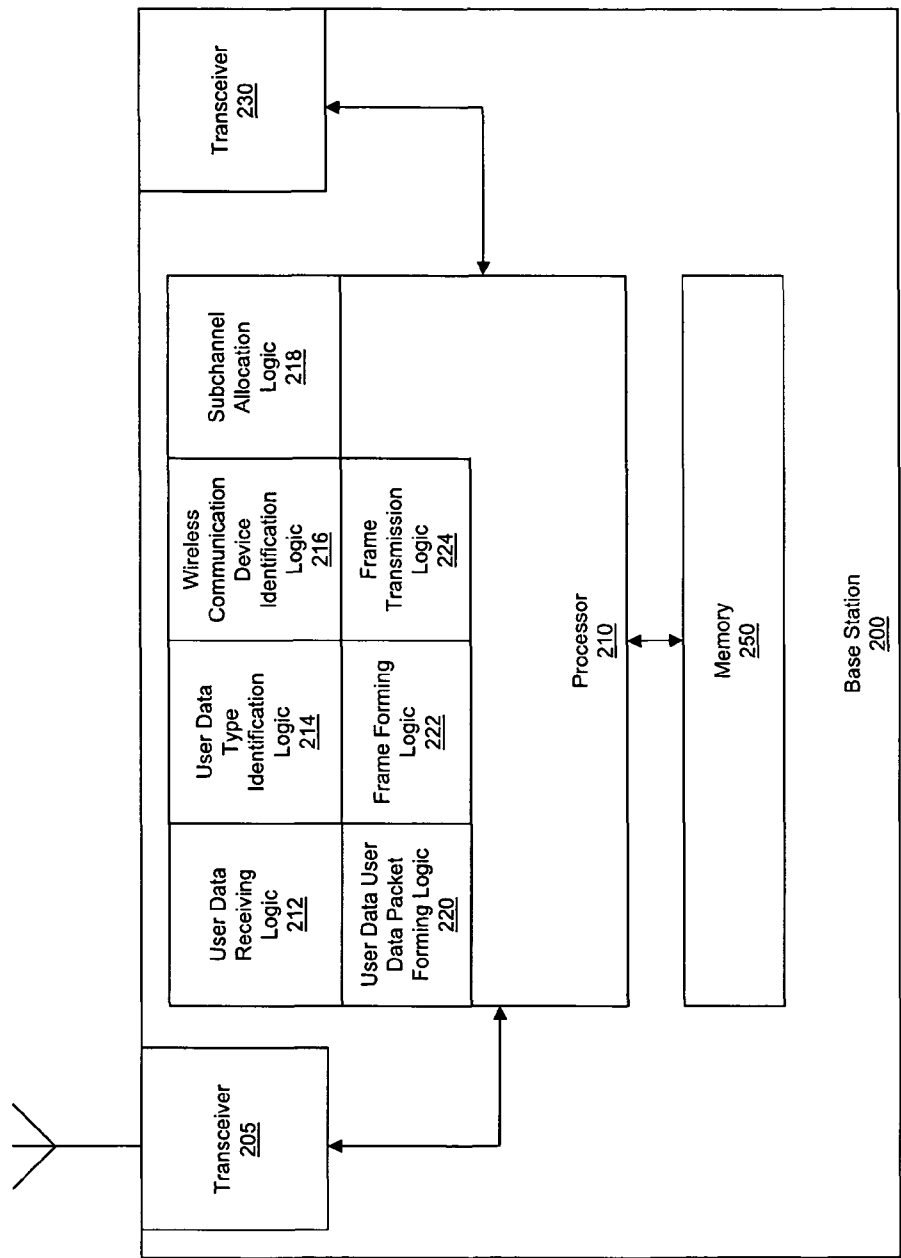 Transceiver
205
User Data
Receiving
Logic
212
User Data
Type
Identification
Logic
214
Wireless
Communication
Device
Identification
Logic
216
Subchannel
Allocation
Logic
218
User Data User
Data Packet
Forming Logic
220
Frame Forming
Logic
222
Frame
Transmission
Logic
224
Processor
210
Transceiver
230
Memory
250
Base Station
200